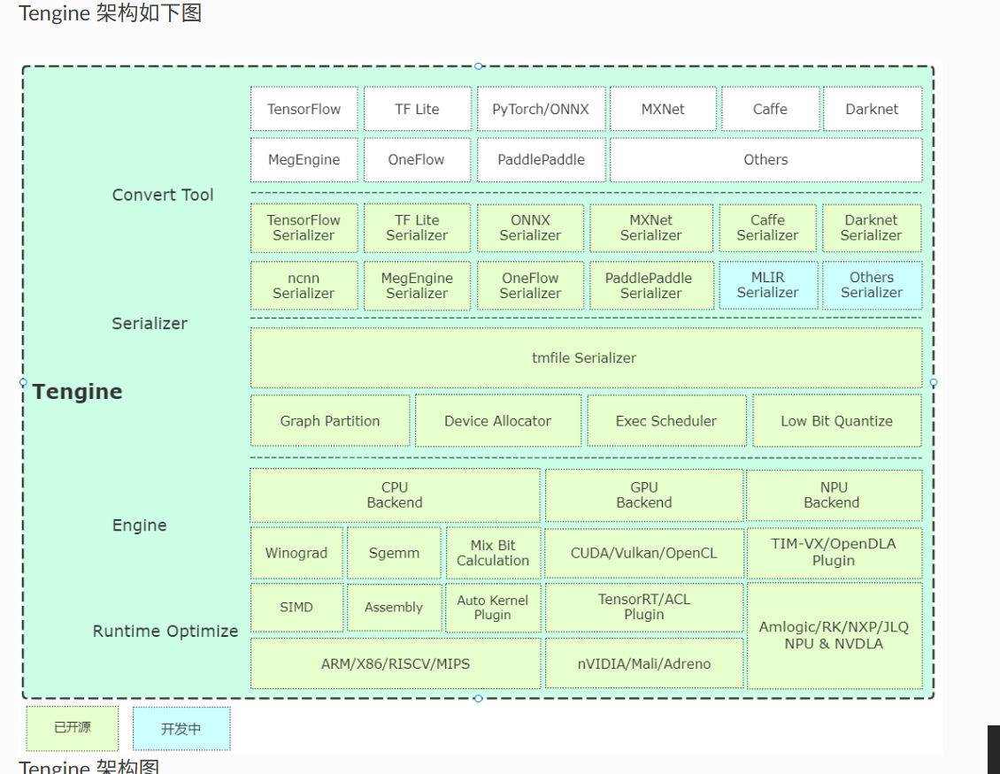 Tengine 架构如下图
TensorFlow
TF Lite
PyTorch/ONNX
MXNet
Caffe
Darknet
MegEngine
OneFlow
PaddlePaddle
Others
Convert Tool
TensorFlow
Serializer
TF Lite
Serializer
ONNX
Serializer
MXNet
Serializer
Caffe
Serializer
Darknet
Serializer
ncnn
Serializer
MegEngine
Serializer
OneFlow
Serializer
PaddlePaddle
Serializer
MLIR
Serializer
Others
Serializer
Serializer
tmfile Serializer
Tengine
Graph Partition
Device Allocator
Exec Scheduler
Low Bit Quantize
CPU
Backend
GPU
Backend
NPU
Backend
Engine
Winograd
Sgemm
Mix Bit
Calculation
CUDA/Vulkan/OpenCL
TIM-VX/OpenDLA
Plugin
SIMD
Assembly
Auto Kernel
Plugin
TensorRT/ACL
Plugin
Amlogic/RK/NXP/JLQ
NPU & NVDLA
Runtime Optimize
ARM/X86/RISCV/MIPS
nVIDIA/Mali/Adreno
已开源
开发中
Tengine 架构图